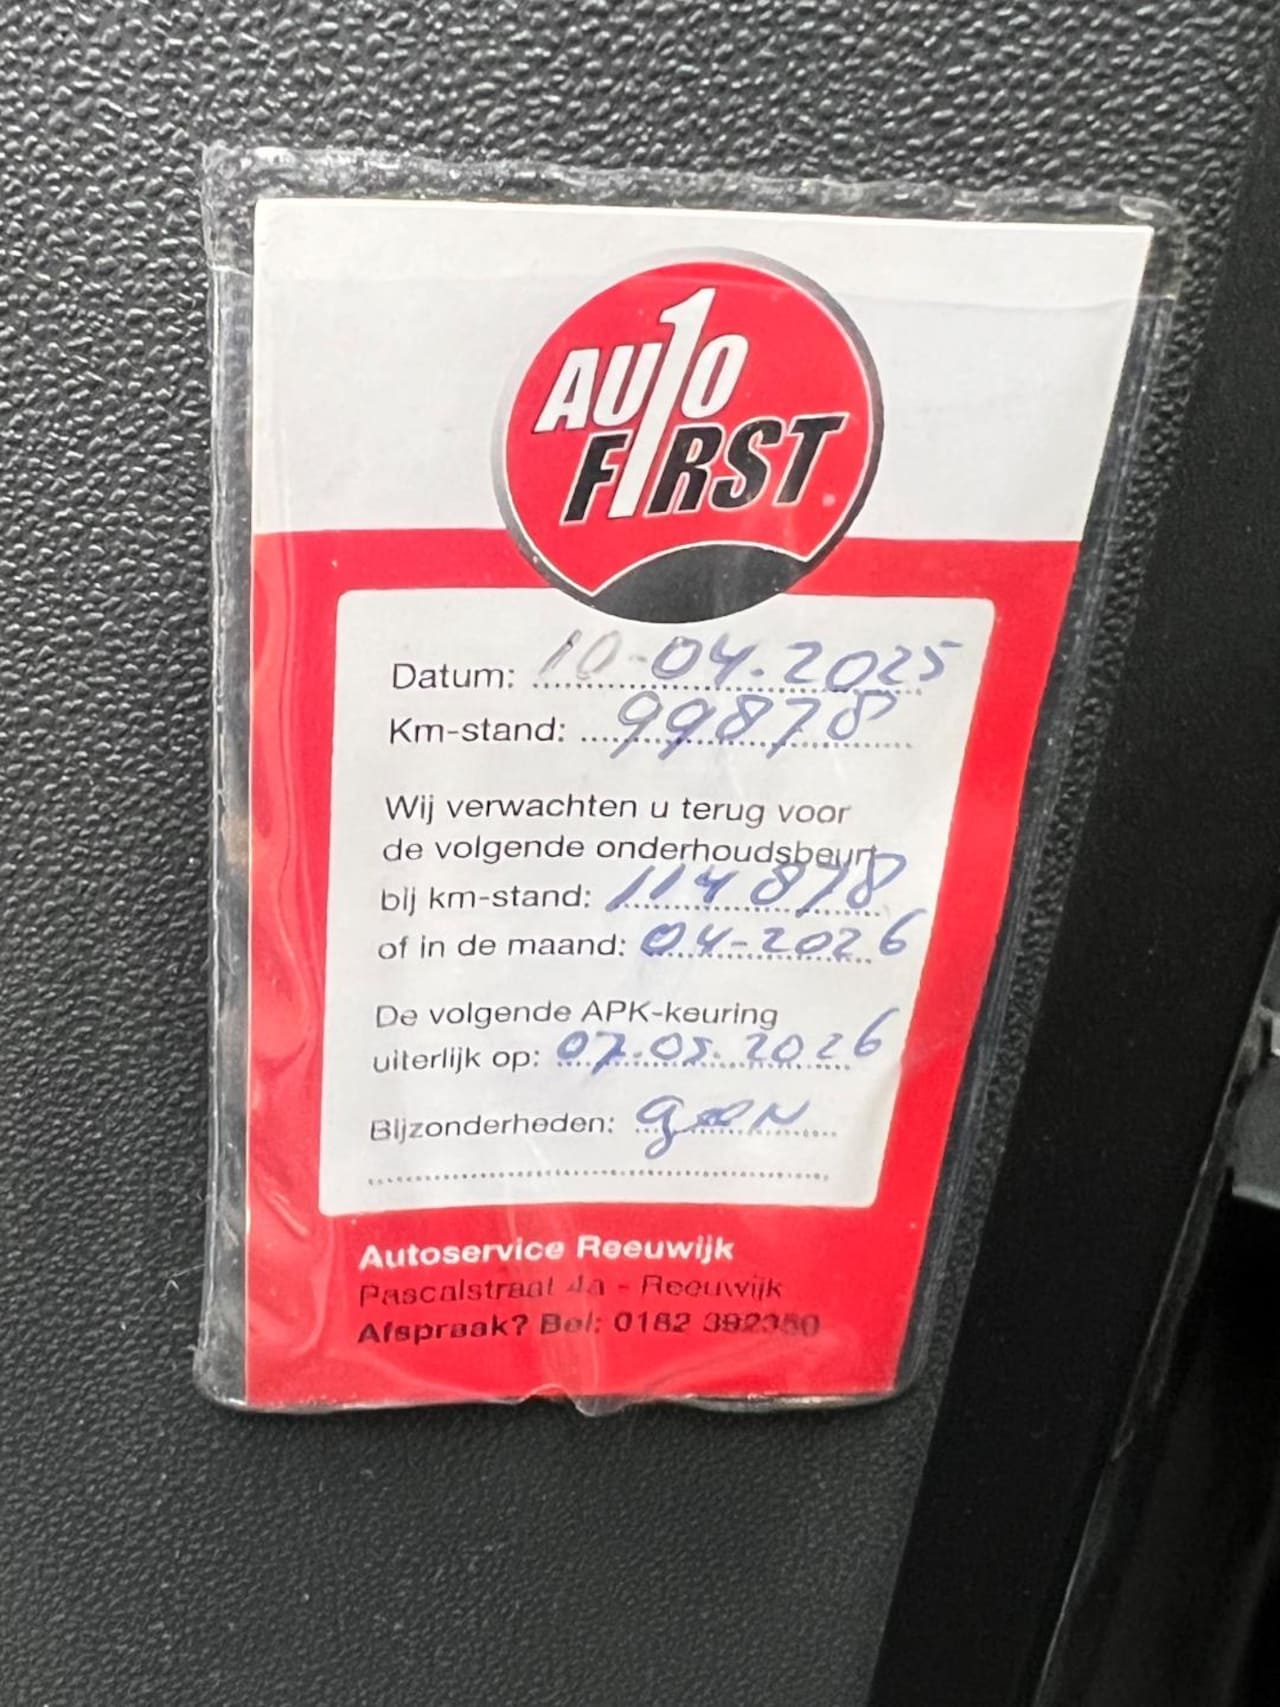 AUTO
FIRST
Datum: 10-04-2025
Km-stand: 99878
Wij verwachten u terug voor
de volgende onderhoudsbeurt
bij km-stand: 114878
of in de maand: 04-2026
De volgende APK-keuring
uiterlijk op: 07-05-2026
Bijzonderheden: geen
Autoservice Reeuwijk
Pascalstraat 4a - Reeuwijk
Afspraak? Bel: 0182 392350